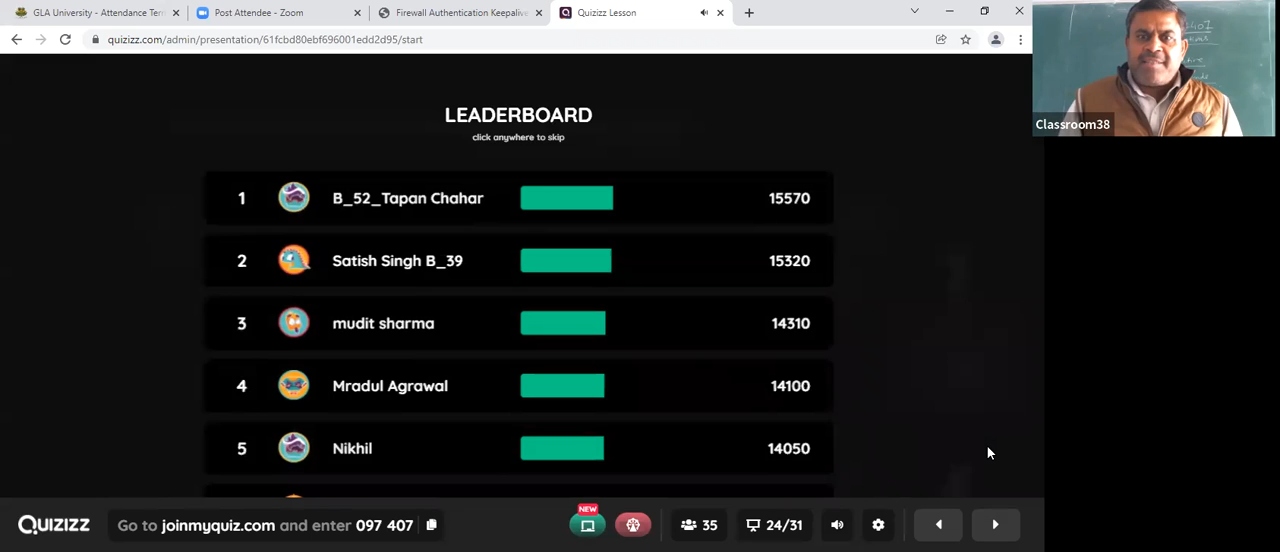 GLA University - Attendance Terr
Post Attendee - Zoom
Firewall Authentication Keepalive
Quizizz Lesson
quizizz.com/admin/presentation/61fcbd80ebf696001edd2d95/start
Classroom38
LEADERBOARD
click anywhere to skip
1 B_52_Tapan Chahar 15570
2 Satish Singh B_39 15320
3 mudit sharma 14310
4 Mradul Agrawal 14100
5 Nikhil 14050
NEW
Quizizz Go to joinmyquiz.com and enter 097 407 35 24/31